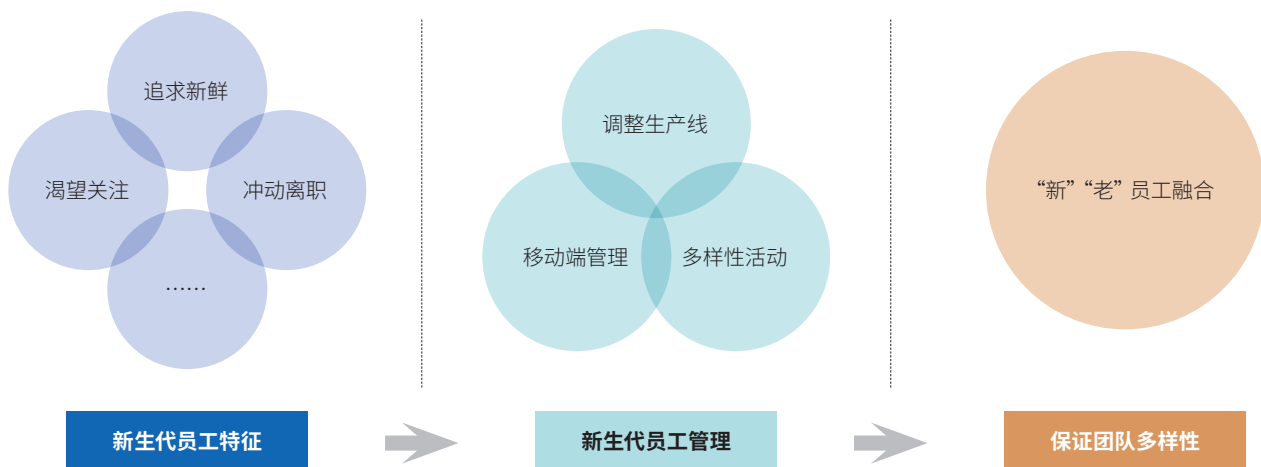 追求新鲜
渴望关注
冲动离职
……
调整生产线
移动端管理
多样性活动
“新”“老”员工融合
新生代员工特征
新生代员工管理
保证团队多样性